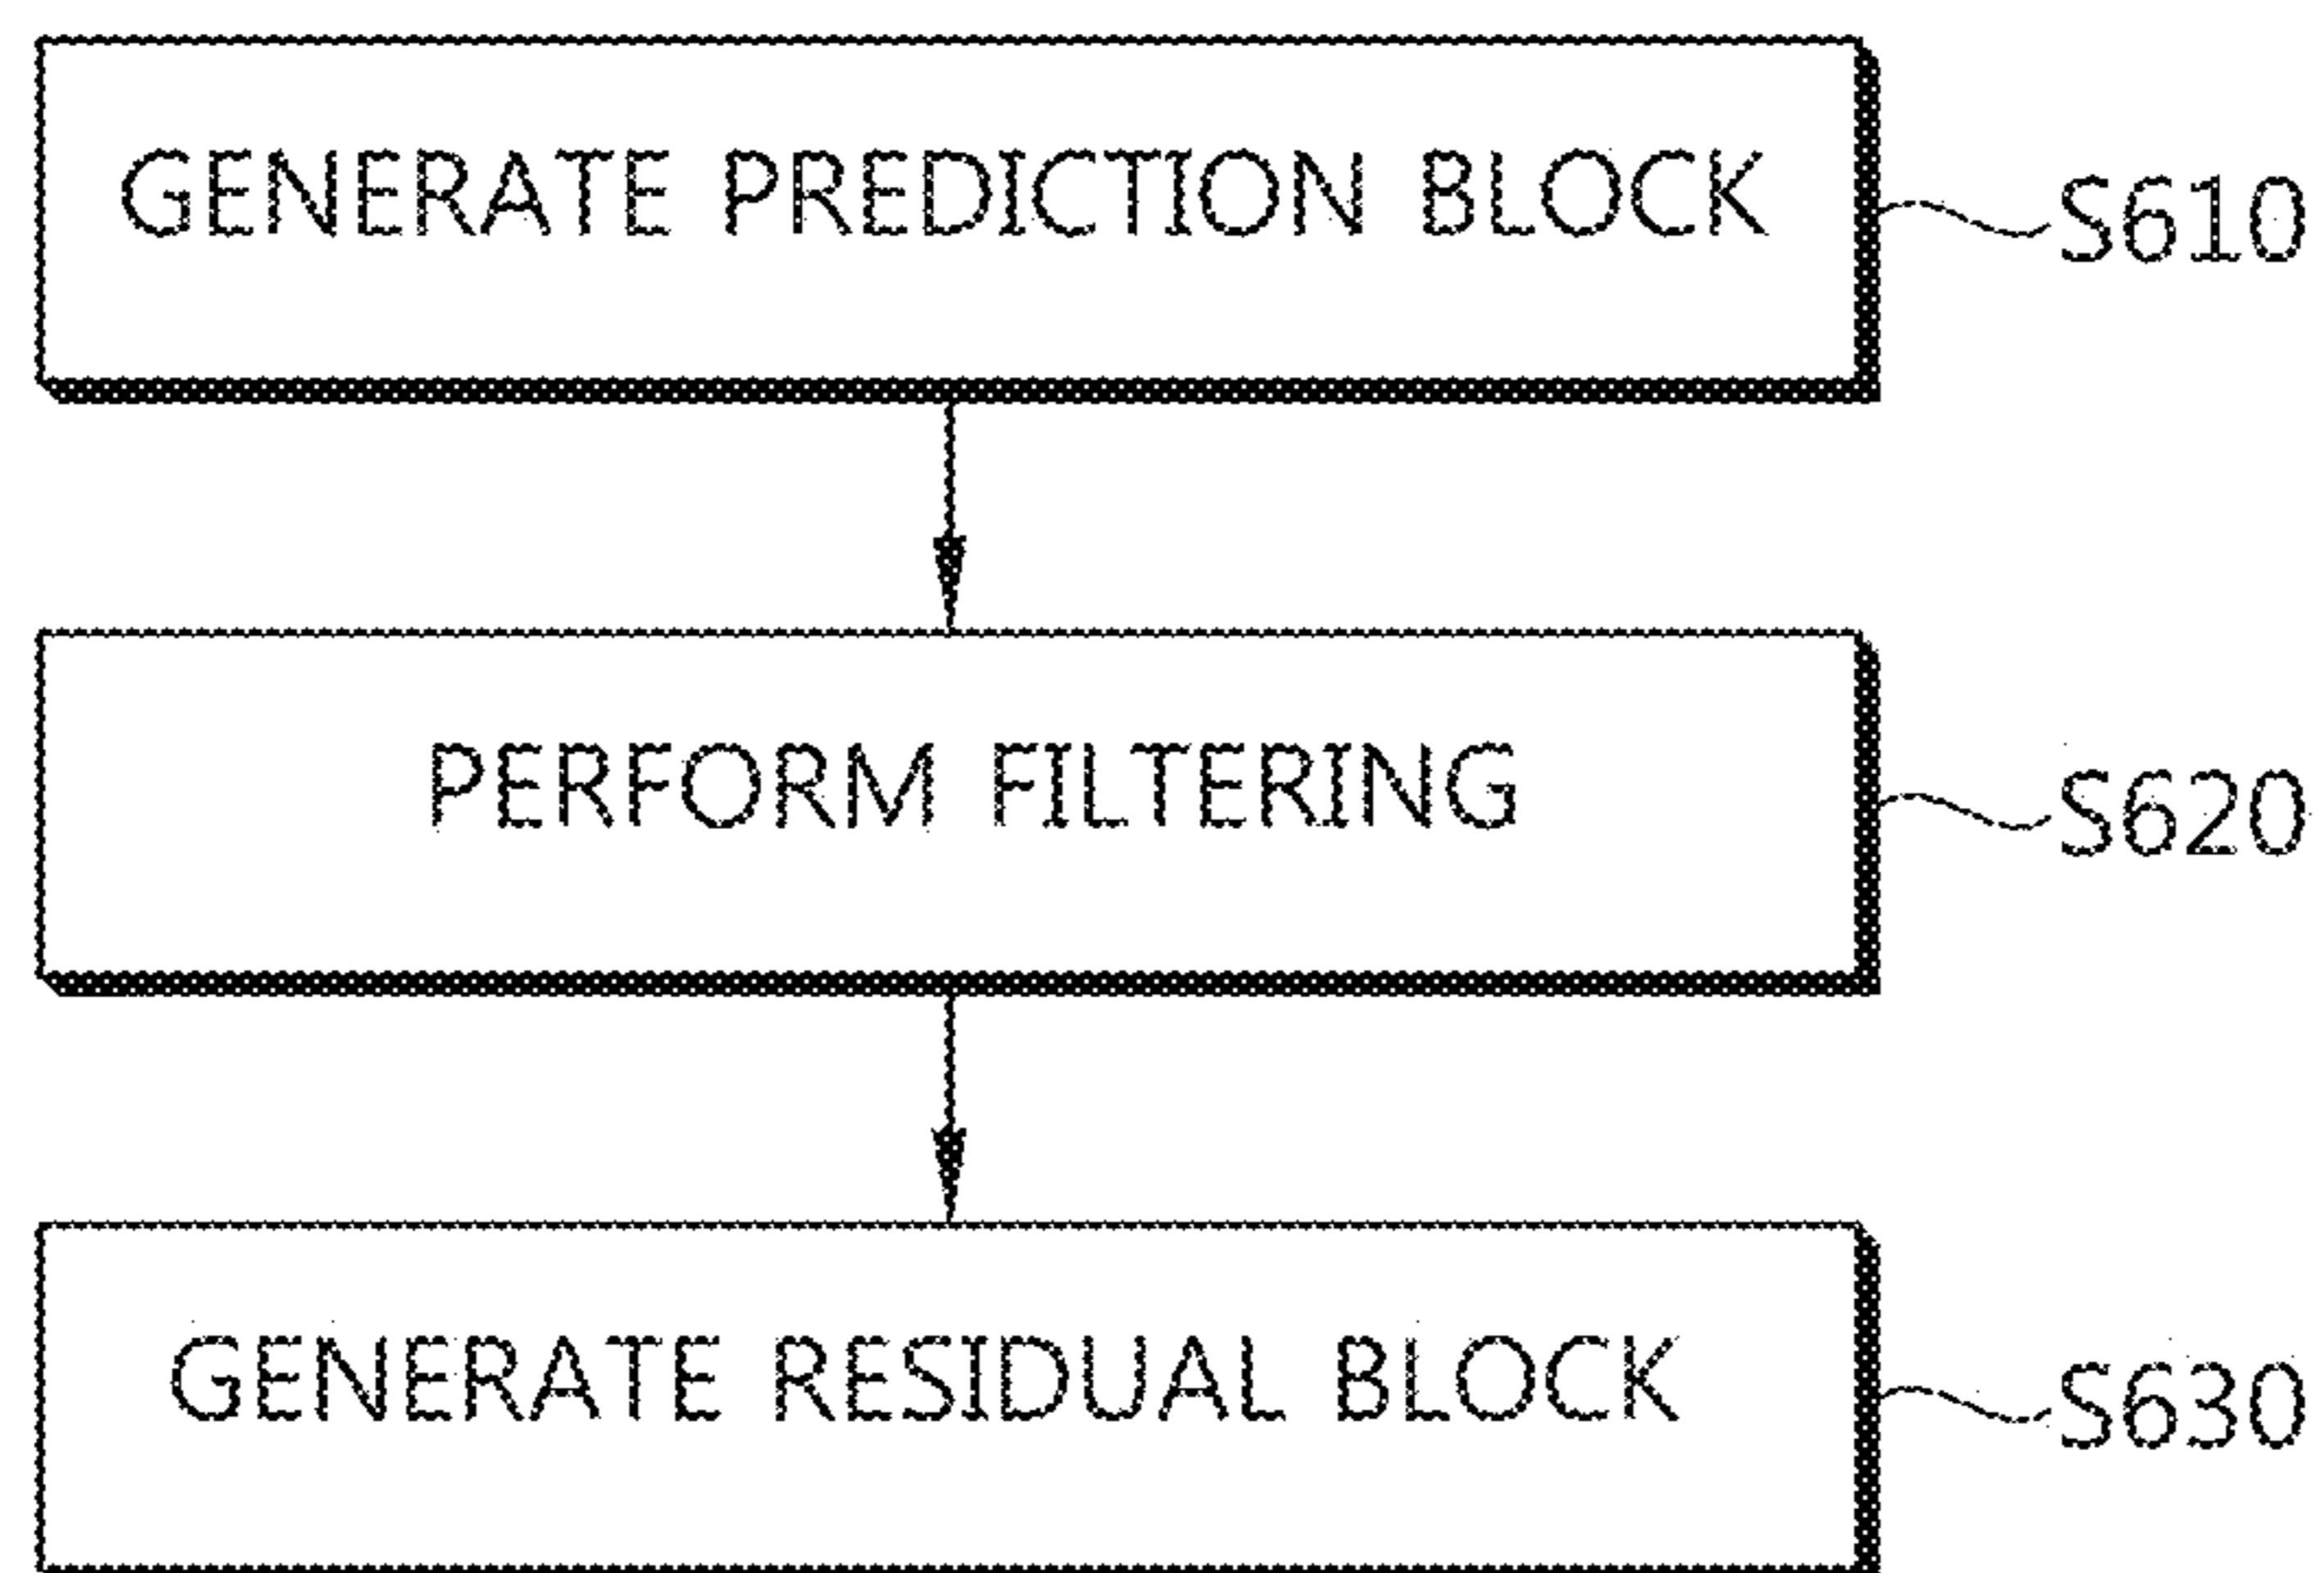 GENERATE PREDICTION BLOCK
S610
PERFORM FILTERING
S620
GENERATE RESIDUAL BLOCK
S630